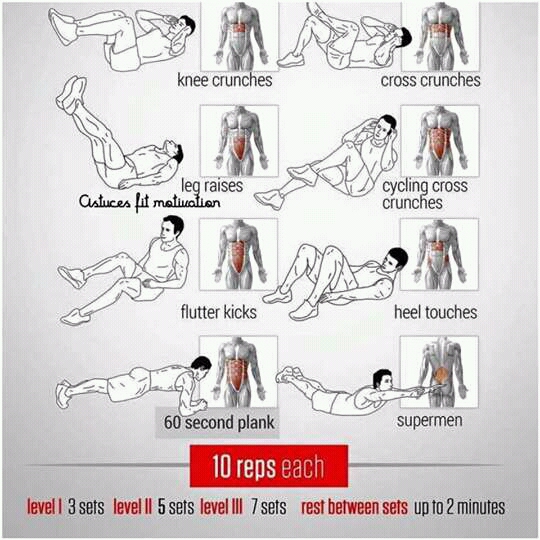 knee crunches
cross crunches
leg raises
Astuces fit motivation
cycling cross
crunches
flutter kicks
heel touches
60 second plank
supermen
10 reps each
level I 3 sets level II 5 sets level III 7 sets rest between sets up to 2 minutes